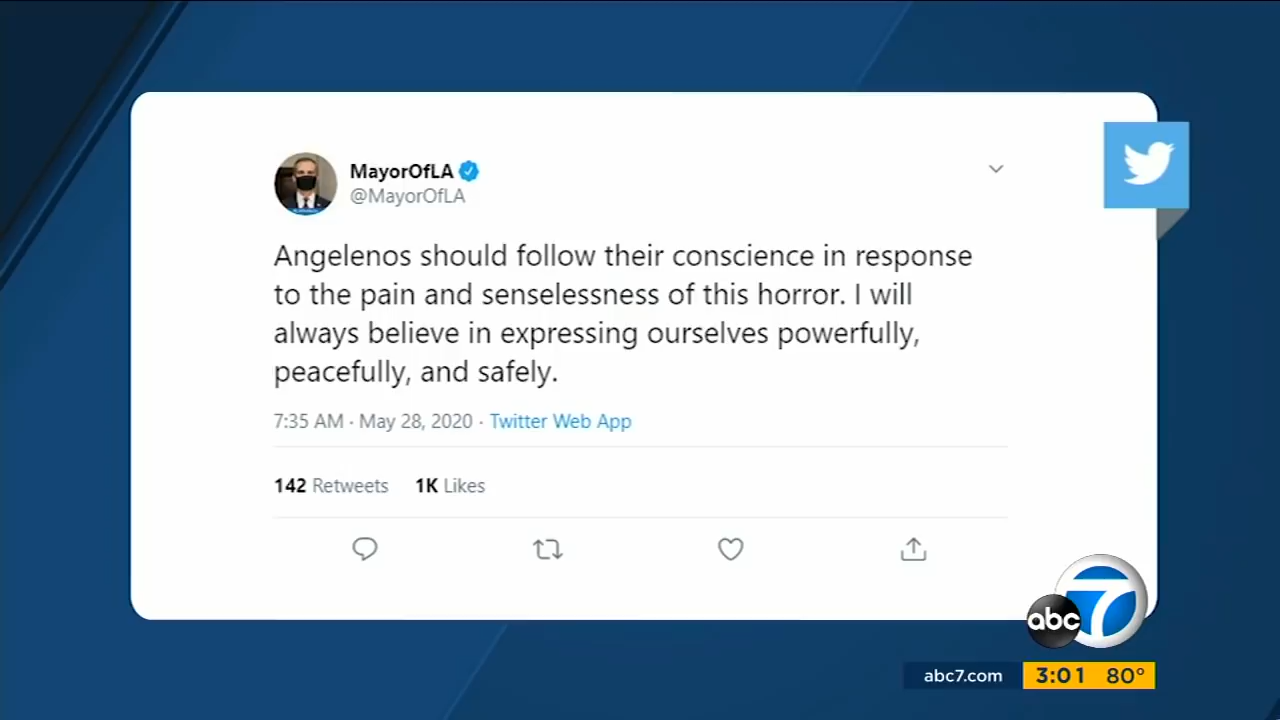 MayorOfLA
@MayorOfLA
Angelenos should follow their conscience in response
to the pain and senselessness of this horror. I will
always believe in expressing ourselves powerfully,
peacefully, and safely.
7:35 AM · May 28, 2020 · Twitter Web App
142 Retweets 1K Likes
abc 7
abc7.com 3:01 80°